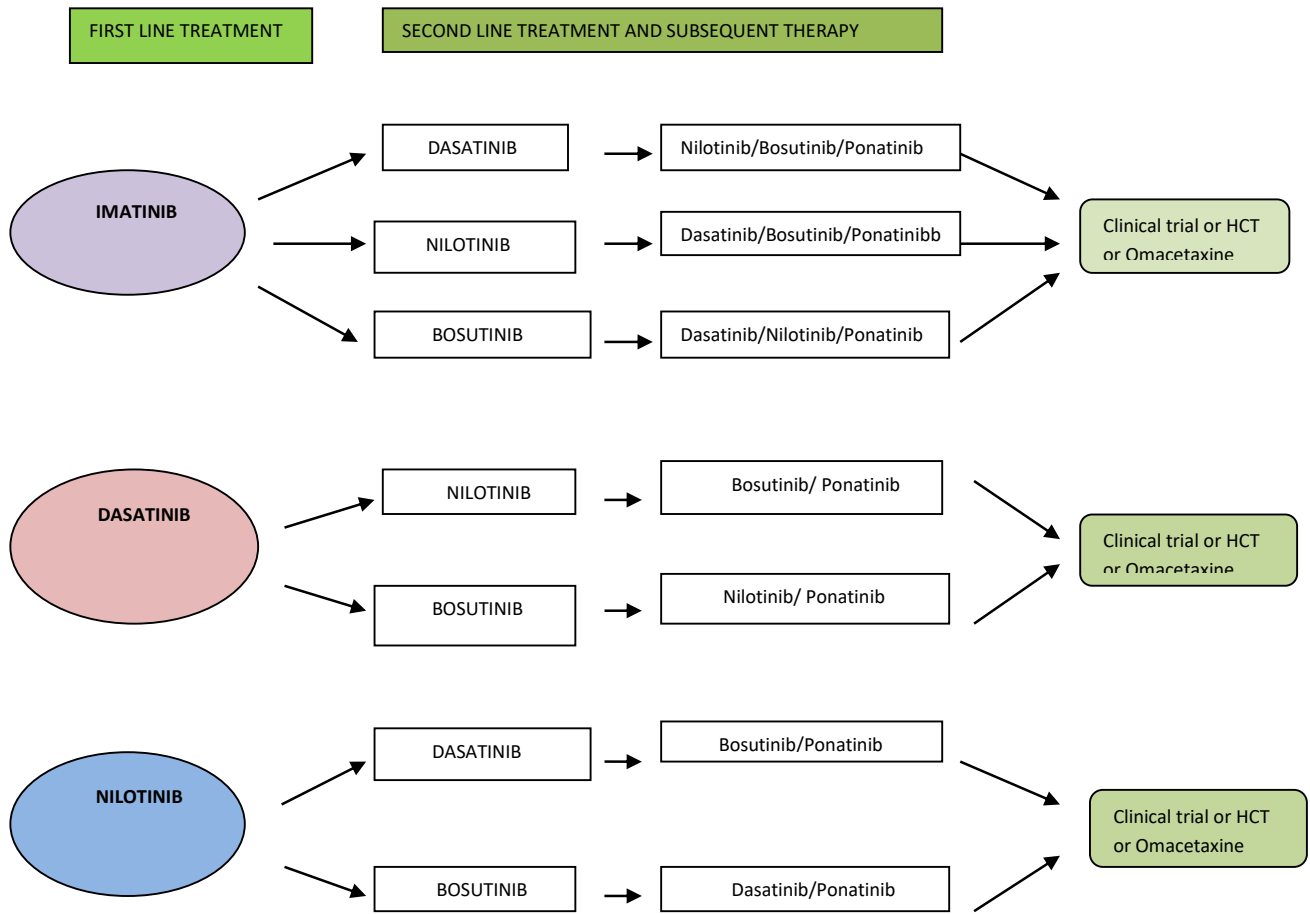 FIRST LINE TREATMENT
SECOND LINE TREATMENT AND SUBSEQUENT THERAPY
IMATINIB
DASATINIB
Nilotinib/Bosutinib/Ponatinib
NILOTINIB
Dasatinib/Bosutinib/Ponatinibb
BOSUTINIB
Dasatinib/Nilotinib/Ponatinib
Clinical trial or HCT
or Omacetaxine
DASATINIB
NILOTINIB
Bosutinib/ Ponatinib
BOSUTINIB
Nilotinib/ Ponatinib
Clinical trial or HCT
or Omacetaxine
NILOTINIB
DASATINIB
Bosutinib/Ponatinib
BOSUTINIB
Dasatinib/Ponatinib
Clinical trial or HCT
or Omacetaxine